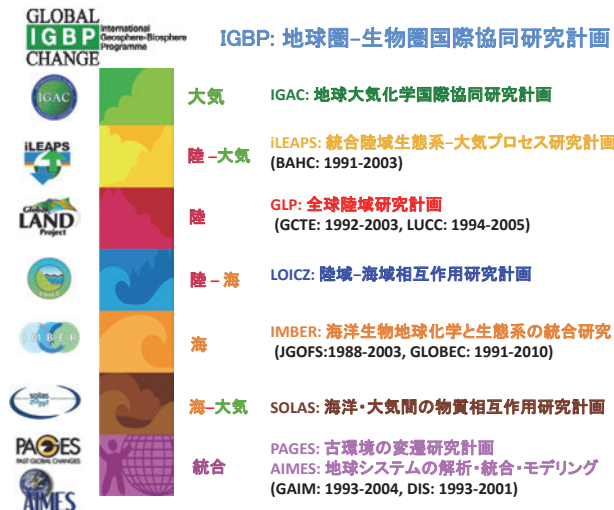 GLOBAL
IGBP International Geosphere-Biosphere Programme
CHANGE
IGBP: 地球圏–生物圏国際協同研究計画
IGAC
大気
IGAC: 地球大気化学国際協同研究計画
iLEAPS
陸–大気
iLEAPS: 統合陸域生態系–大気プロセス研究計画
(BAHC: 1991-2003)
Global
LAND
Project
陸
GLP: 全球陸域研究計画
(GCTE: 1992-2003, LUCC: 1994-2005)
LOICZ
陸–海
LOICZ: 陸域–海域相互作用研究計画
IMBER
海
IMBER: 海洋生物地球化学と生態系の統合研究
(JGOFS:1988-2003, GLOBEC: 1991-2010)
solas
海–大気
SOLAS: 海洋・大気間の物質相互作用研究計画
PAGES
PAST GLOBAL CHANGES
AIMES
統合
PAGES: 古環境の変遷研究計画
AIMES: 地球システムの解析・統合・モデリング
(GAIM: 1993-2004, DIS: 1993-2001)